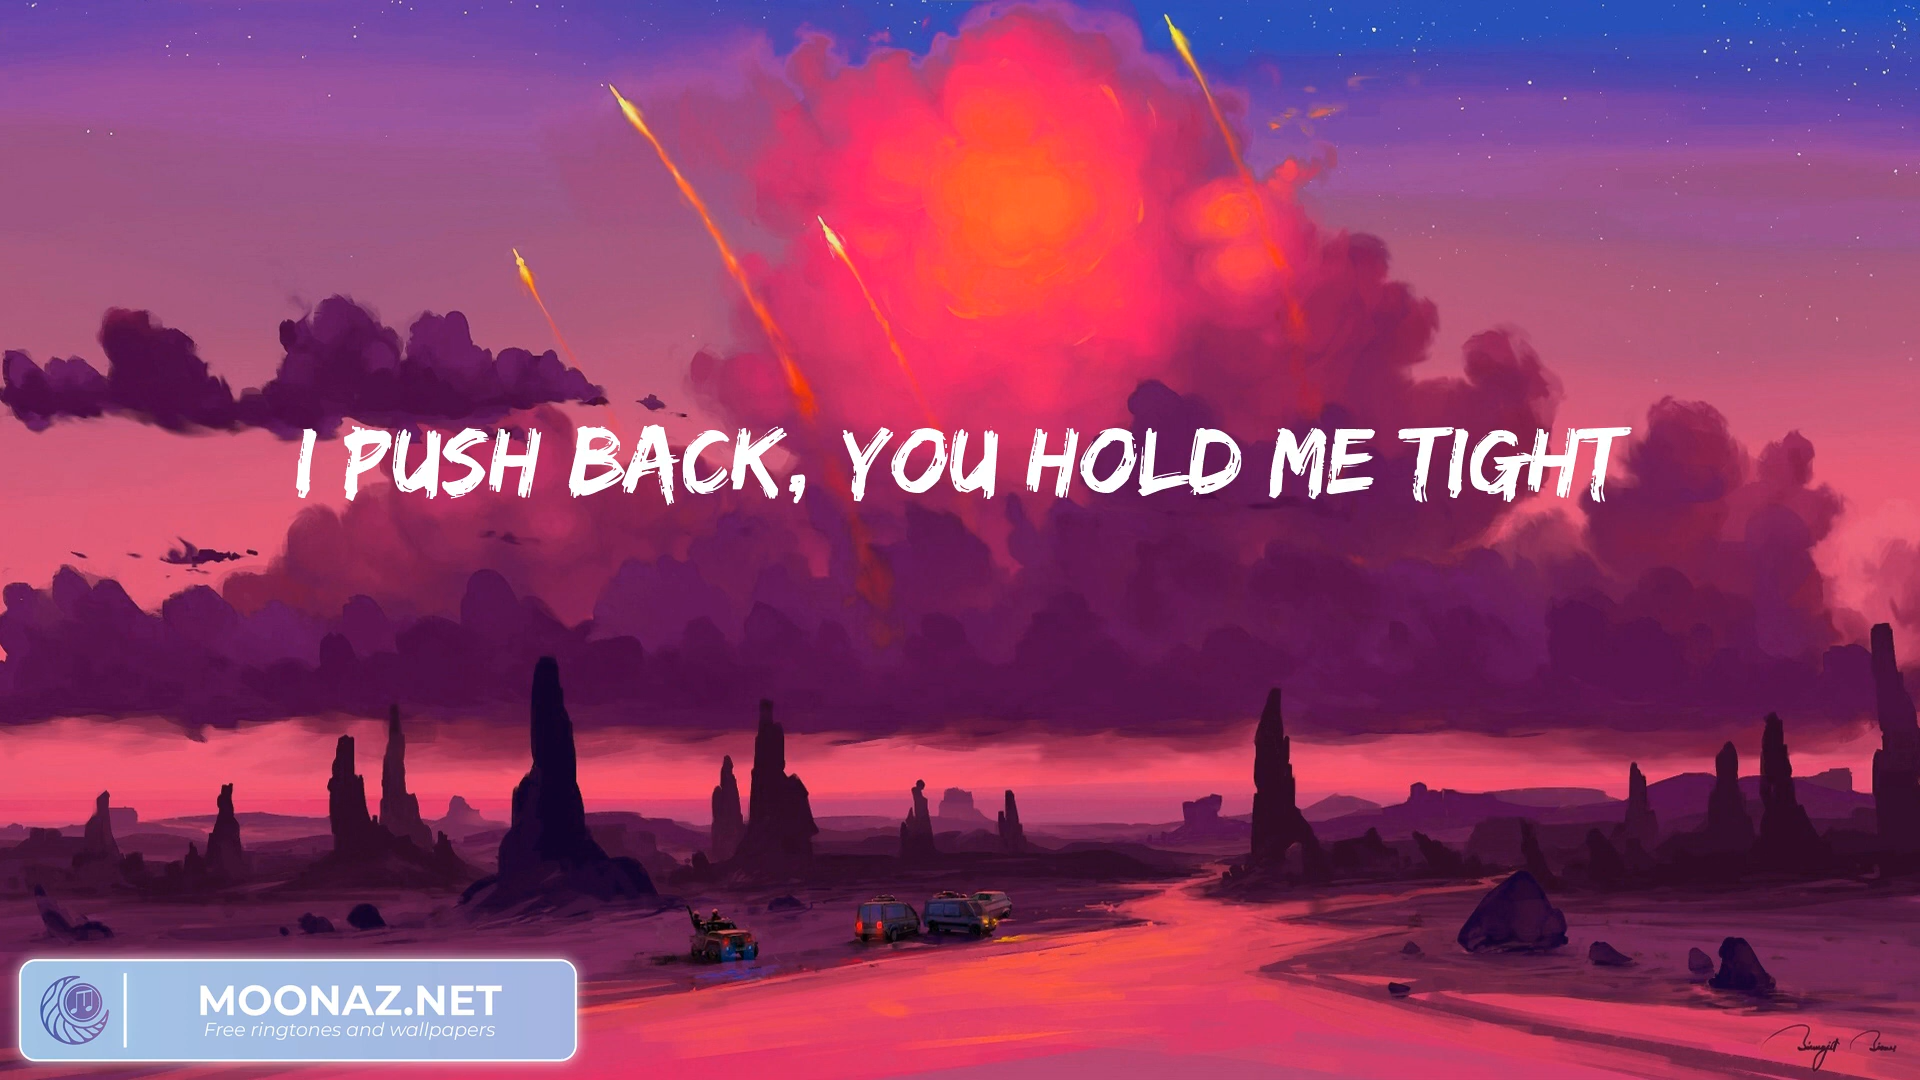 I PUSH BACK, YOU HOLD ME TIGHT
MOONAZ.NET
Free ringtones and wallpapers